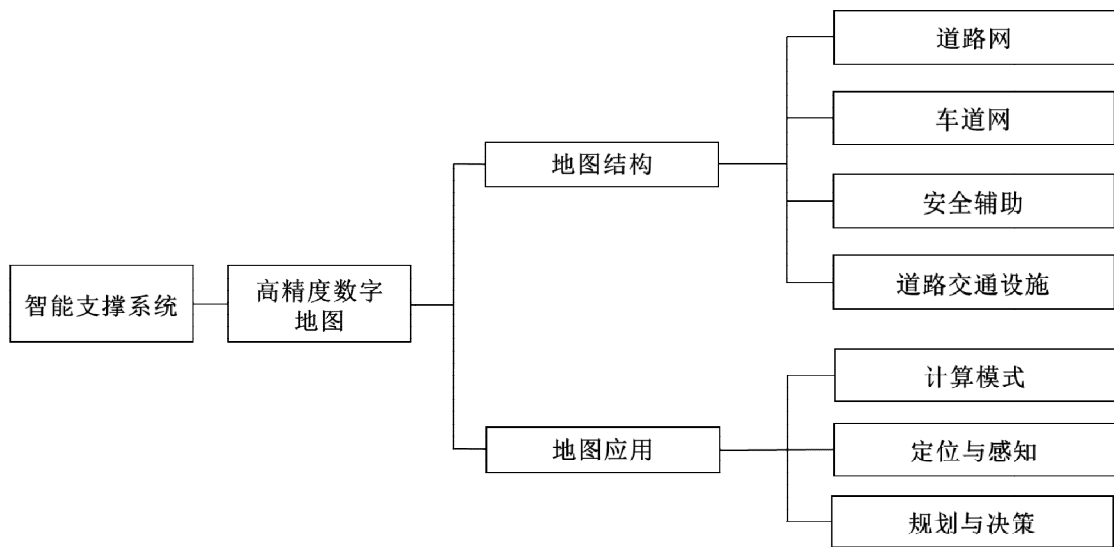 智能支撑系统
高精度数字
地图
地图结构
道路网
车道网
安全辅助
道路交通设施
地图应用
计算模式
定位与感知
规划与决策